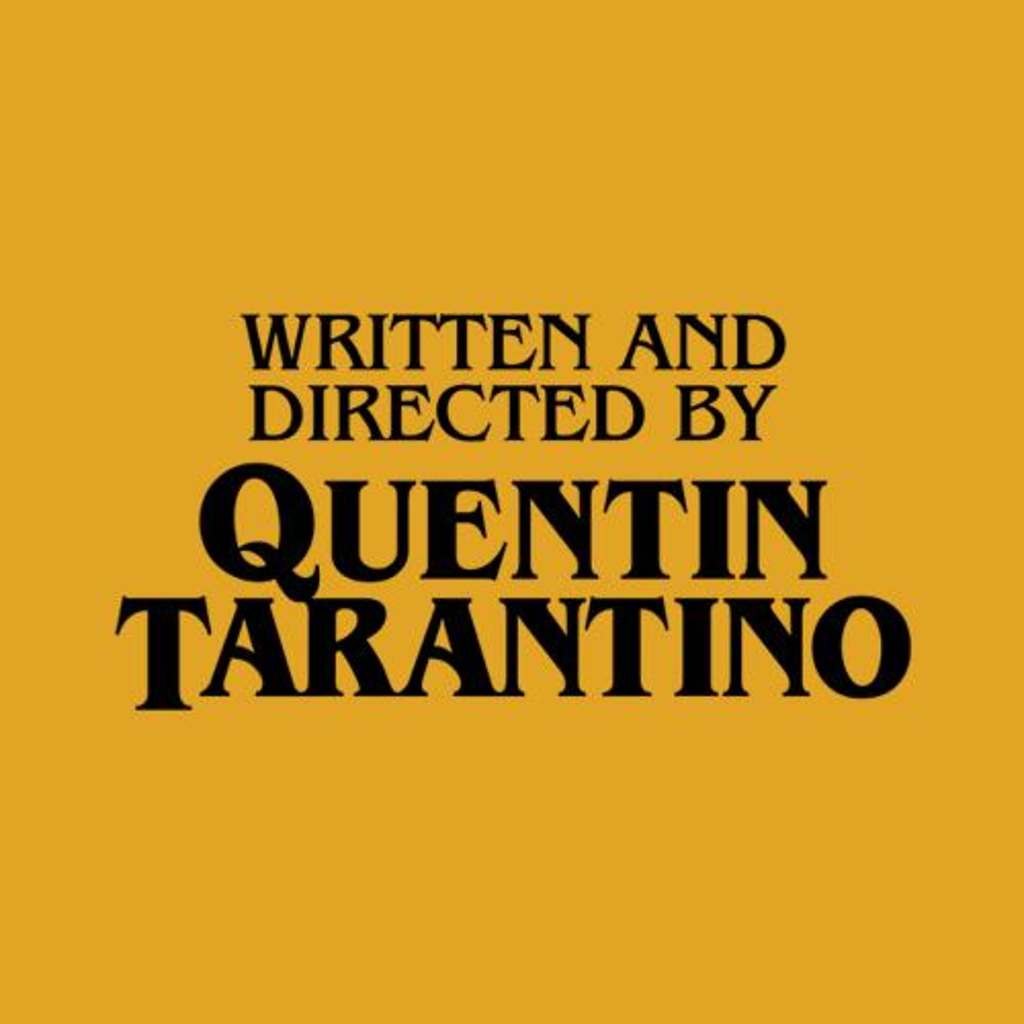 WRITTEN AND
DIRECTED BY
QUENTIN
TARANTINO